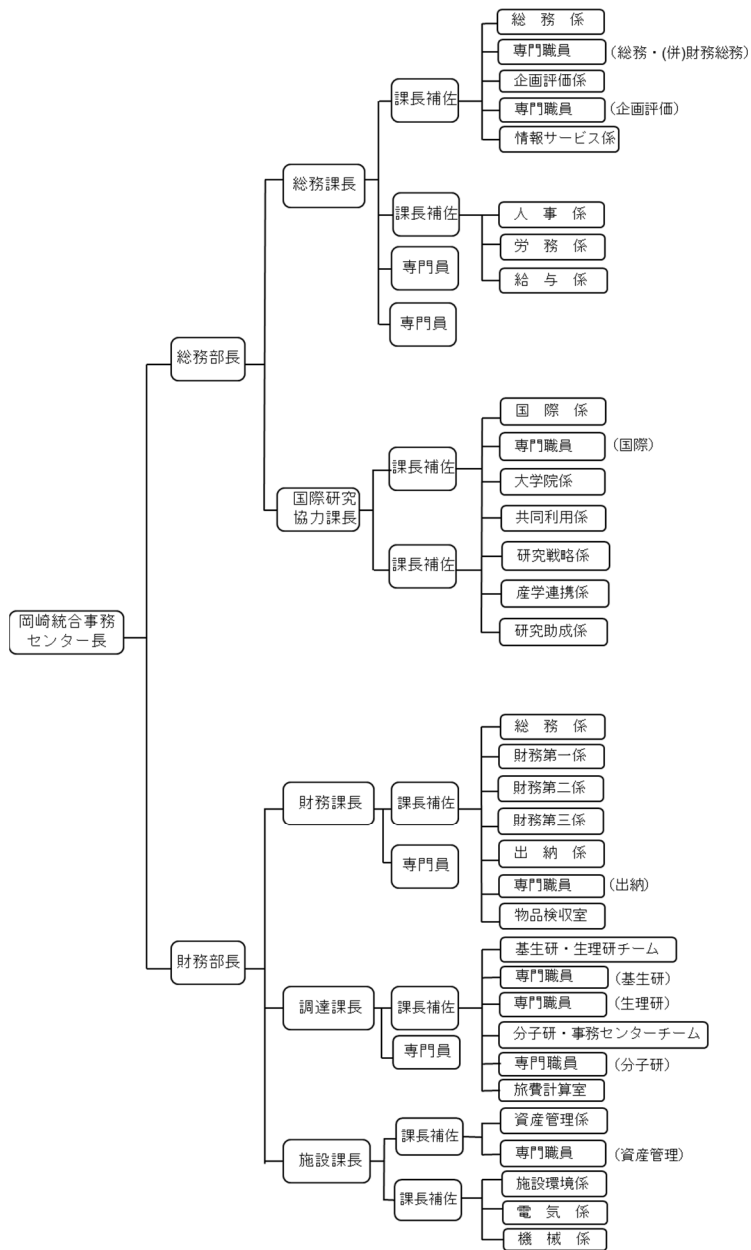 総　務　係
専門職員 (総務・(併)財務総務)
企画評価係
課長補佐
専門職員 (企画評価)
情報サービス係
総務課長
課長補佐
人　事　係
労　務　係
専門員
給　与　係
専門員
総務部長
国　際　係
課長補佐
専門職員 (国際)
大学院係
国際研究
協力課長
共同利用係
課長補佐
研究戦略係
産学連携係
研究助成係
岡崎統合事務
センター長
総　務　係
財務第一係
財務課長
課長補佐
財務第二係
財務第三係
専門員
出　納　係
専門職員 (出納)
物品検収室
財務部長
基生研・生理研チーム
専門職員 (基生研)
調達課長
課長補佐
専門職員 (生理研)
分子研・事務センターチーム
専門員
専門職員 (分子研)
旅費計算室
資産管理係
課長補佐
施設課長
専門職員 (資産管理)
施設環境係
課長補佐
電　気　係
機　械　係